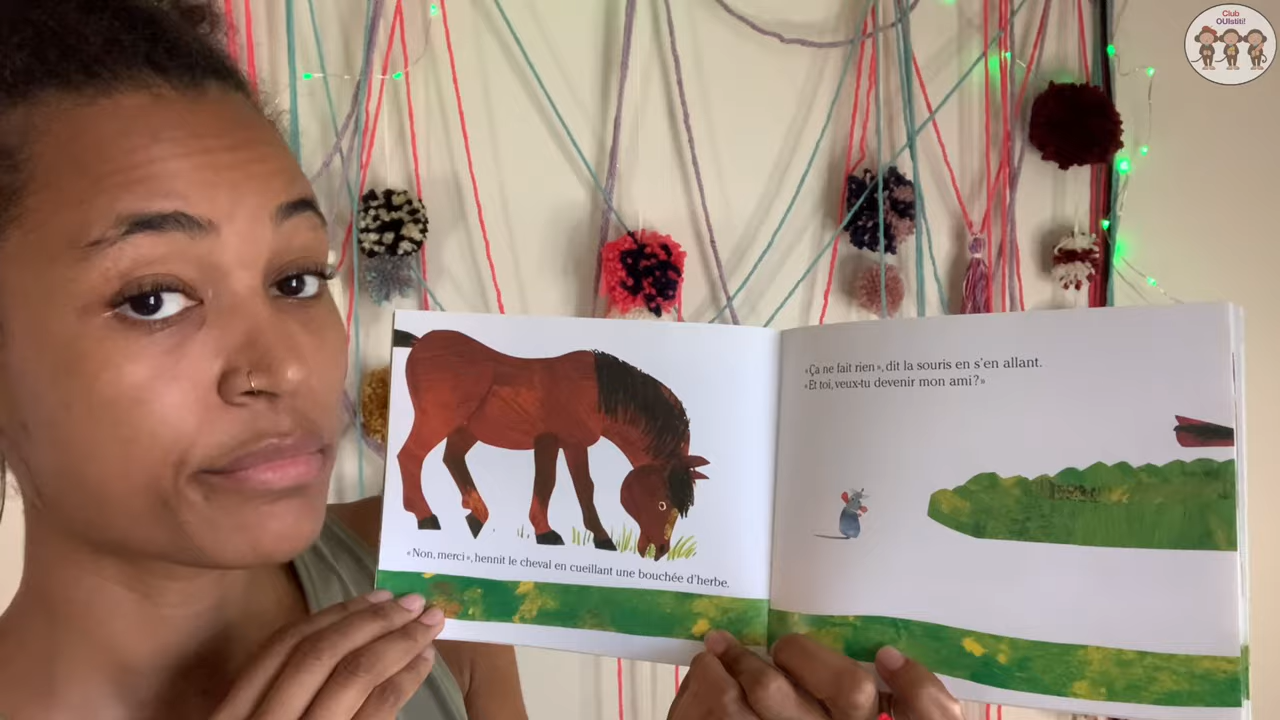 Club
OUIstiti!
«Ça ne fait rien», dit la souris en s'en allant.
«Et toi, veux-tu devenir mon ami?»
«Non, merci», hennit le cheval en cueillant une bouchée d'herbe.